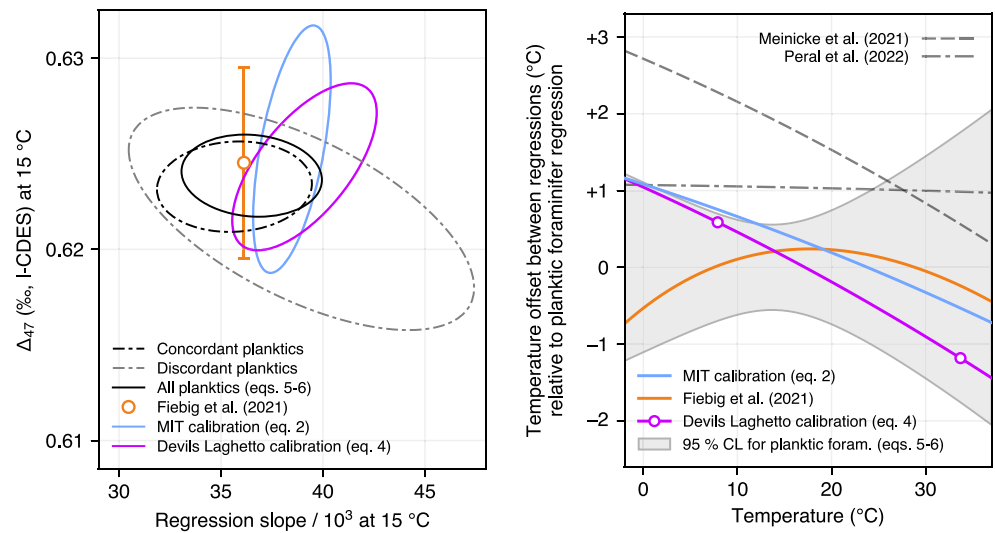 0.63
0.62
0.61
Δ47 (‰, I-CDES) at 15 °C
Concordant planktics
Discordant planktics
All planktics (eqs. 5-6)
Fiebig et al. (2021)
MIT calibration (eq. 2)
Devils Laghetto calibration (eq. 4)
30 35 40 45
Regression slope / 10³ at 15 °C
Temperature offset between regressions (°C)
relative to planktic foraminifer regression
+3
+2
+1
0
−1
−2
Meinicke et al. (2021)
Peral et al. (2022)
MIT calibration (eq. 2)
Fiebig et al. (2021)
Devils Laghetto calibration (eq. 4)
95 % CL for planktic foram. (eqs. 5-6)
0 10 20 30
Temperature (°C)